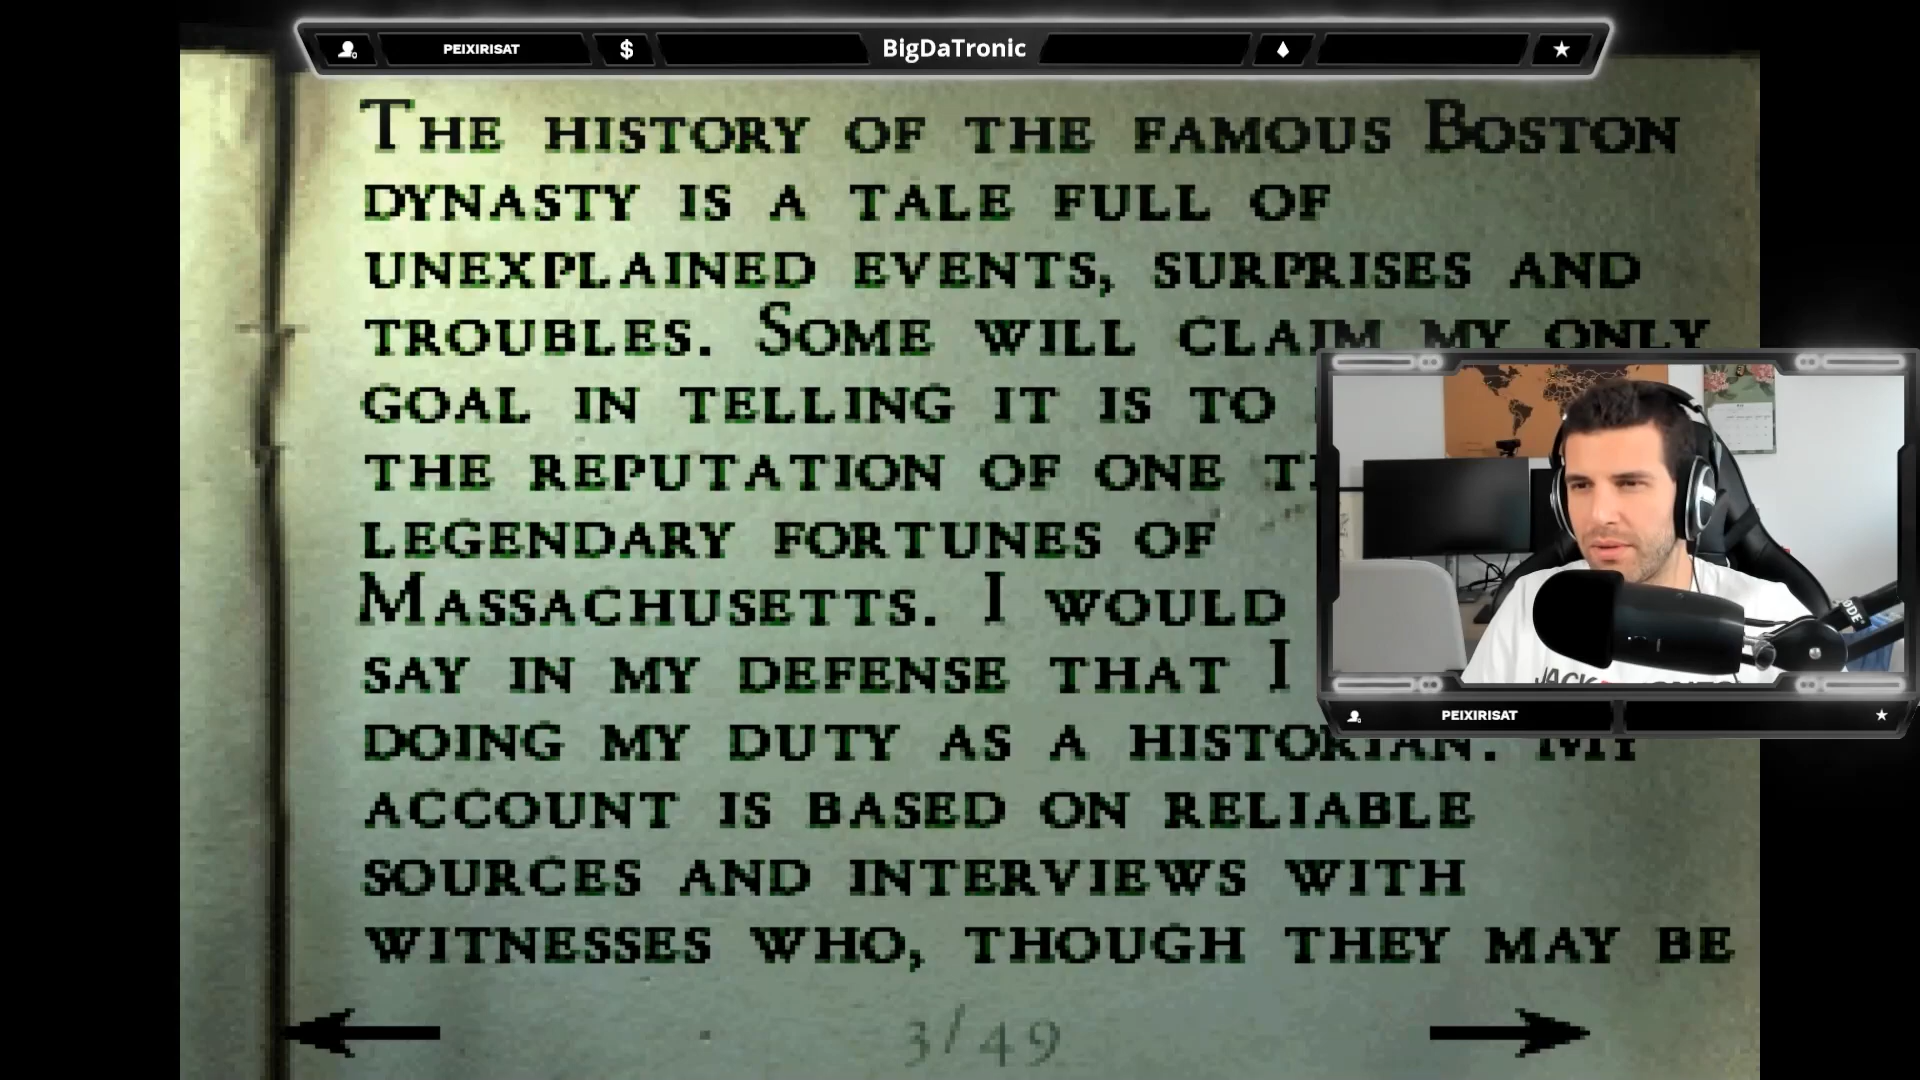 PEIXIRISAT
$
BigDaTronic
The history of the famous Boston
dynasty is a tale full of
unexplained events, surprises and
troubles. Some will claim my only
goal in telling it is to
the reputation of one
legendary fortunes of
Massachusetts. I would
say in my defense that I
doing my duty as a historian. My
account is based on reliable
sources and interviews with
witnesses who, though they may be
3/49
PEIXIRISAT